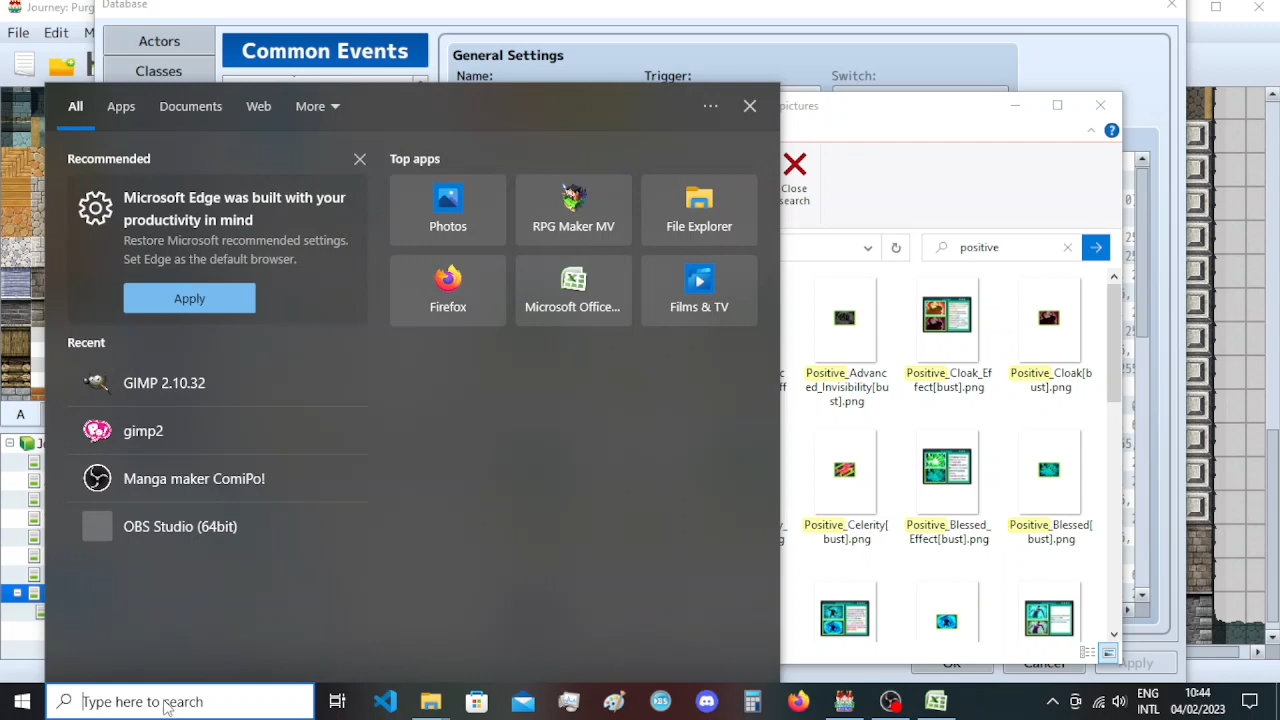 Journey: Purg
Database
File Edit M
Actors
Classes
Common Events
General Settings
Name:
Trigger:
Switch:
All
Apps
Documents
Web
More
pictures
Recommended
Top apps
Microsoft Edge was built with your
productivity in mind
Restore Microsoft recommended settings.
Set Edge as the default browser.
Apply
Photos
RPG Maker MV
File Explorer
Firefox
Microsoft Office...
Films & TV
Close
search
positive
Recent
GIMP 2.10.32
gimp2
Manga maker ComiPo!
OBS Studio (64bit)
Positive_Advanc
ed_Invisibility[bu
st].png
Positive_Cloak_Ef
fect[bust].png
Positive_Cloak[b
ust].png
Positive_Celerity[
bust].png
Positive_Blessed_
Effect[bust].png
Positive_Blessed[
bust].png
A
OK
Cancel
Apply
Type here to search
ENG
INTL
10:44
04/02/2023